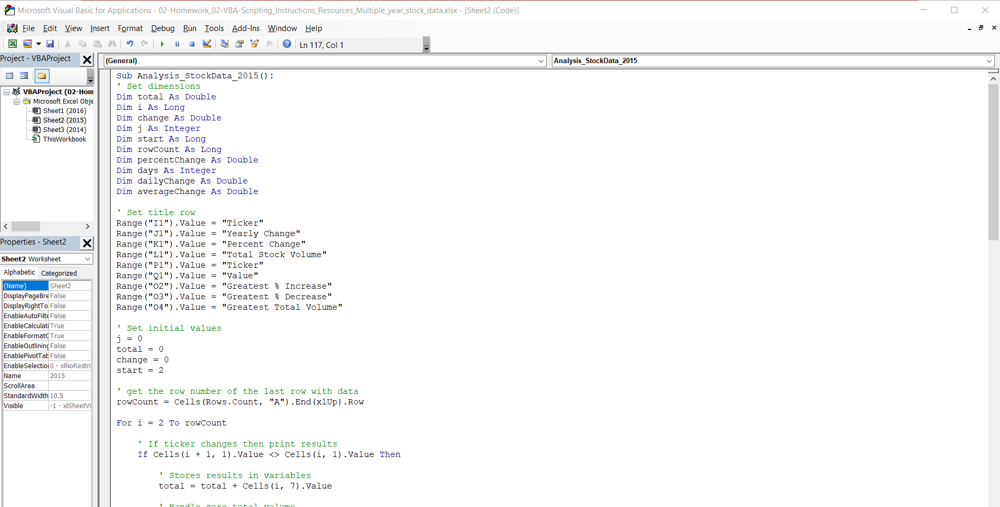 Microsoft Visual Basic for Applications - 02-Homework_02-VBA-Scripting_Instructions_Resources_Multiple_year_stock_data.xlsx - [Sheet2 (Code)]
File Edit View Insert Format Debug Run Tools Add-Ins Window Help
Ln 117, Col 1
Project - VBAProject
VBAProject (02-Hom
Microsoft Excel Obje
Sheet1 (2016)
Sheet2 (2015)
Sheet3 (2014)
ThisWorkbook
Properties - Sheet2
Sheet2 Worksheet
Alphabetic Categorized
(Name) Sheet2
DisplayPageBre False
DisplayRightTo False
EnableAutoFilte False
EnableCalculati True
EnableFormatC True
EnableOutlining False
EnablePivotTab False
EnableSelection 0 - xlNoRestri
Name 2015
ScrollArea
StandardWidth 10.5
Visible -1 - xlSheetVi
(General)
Analysis_StockData_2015
Sub Analysis_StockData_2015():
' Set dimensions
Dim total As Double
Dim i As Long
Dim change As Double
Dim j As Integer
Dim start As Long
Dim rowCount As Long
Dim percentChange As Double
Dim days As Integer
Dim dailyChange As Double
Dim averageChange As Double
' Set title row
Range("I1").Value = "Ticker"
Range("J1").Value = "Yearly Change"
Range("K1").Value = "Percent Change"
Range("L1").Value = "Total Stock Volume"
Range("P1").Value = "Ticker"
Range("Q1").Value = "Value"
Range("O2").Value = "Greatest % Increase"
Range("O3").Value = "Greatest % Decrease"
Range("O4").Value = "Greatest Total Volume"
' Set initial values
j = 0
total = 0
change = 0
start = 2
' get the row number of the last row with data
rowCount = Cells(Rows.Count, "A").End(xlUp).Row
For i = 2 To rowCount
' If ticker changes then print results
If Cells(i + 1, 1).Value <> Cells(i, 1).Value Then
' Stores results in variables
total = total + Cells(i, 7).Value
' Handle zero total volume